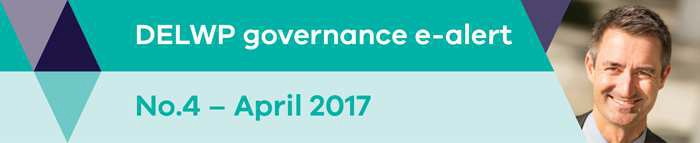 DELWP governance e-alert
No.4 – April 2017